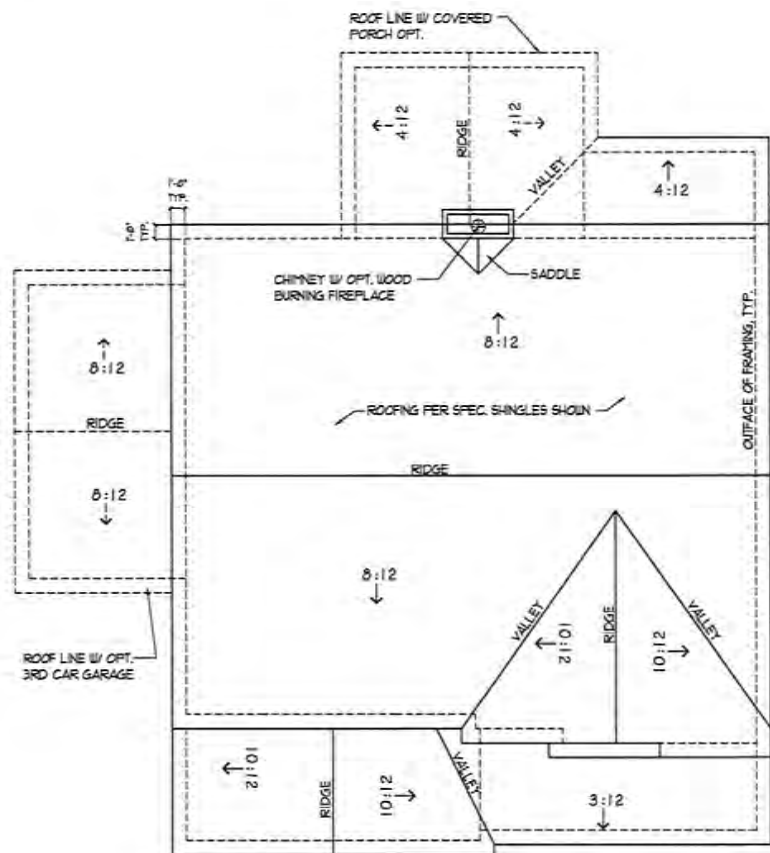 ROOF LINE W/ COVERED
PORCH OPT.
4:12
RIDGE
4:12
VALLEY
4:12
1'-6"
TYP.
1'-6"
TYP.
CHIMNEY W/ OPT. WOOD
BURNING FIREPLACE
SADDLE
8:12
8:12
OUTFACE OF FRAMING, TYP.
ROOFING PER SPEC. SHINGLES SHOWN
RIDGE
RIDGE
8:12
8:12
VALLEY
10:12
RIDGE
10:12
VALLEY
ROOF LINE W/ OPT.
3RD CAR GARAGE
10:12
RIDGE
10:12
VALLEY
3:12